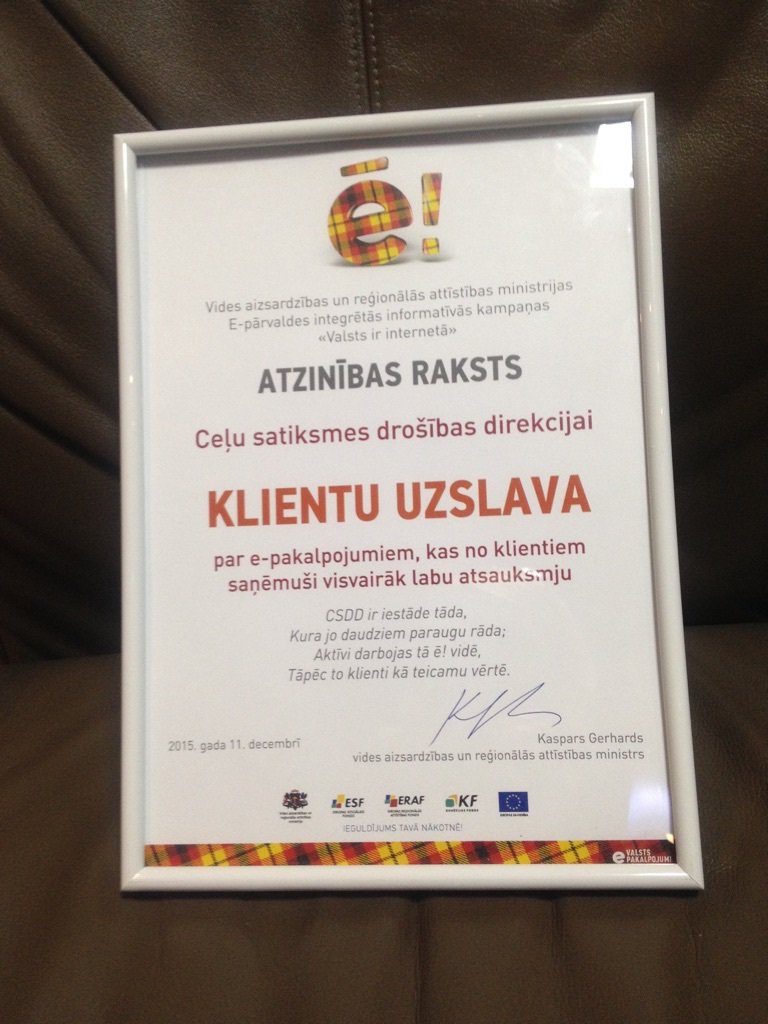 ē!
Vides aizsardzības un reģionālās attīstības ministrijas
E-pārvaldes integrētās informatīvās kampaņas
«Valsts ir internetā»
ATZINĪBAS RAKSTS
Ceļu satiksmes drošības direkcijai
KLIENTU UZSLAVA
par e-pakalpojumiem, kas no klientiem
saņēmuši visvairāk labu atsauksmju
CSDD ir iestāde tāda,
Kura jo daudziem paraugu rāda;
Aktīvi darbojas tā ē! vidē,
Tāpēc to klienti kā teicamu vērtē.
2015. gada 11. decembrī
Kaspars Gerhards
vides aizsardzības un reģionālās attīstības ministrs
ESF
ERAF
KF
IEGULDĪJUMS TAVĀ NĀKOTNĒ!
ē VALSTS
PAKALPOJUMI